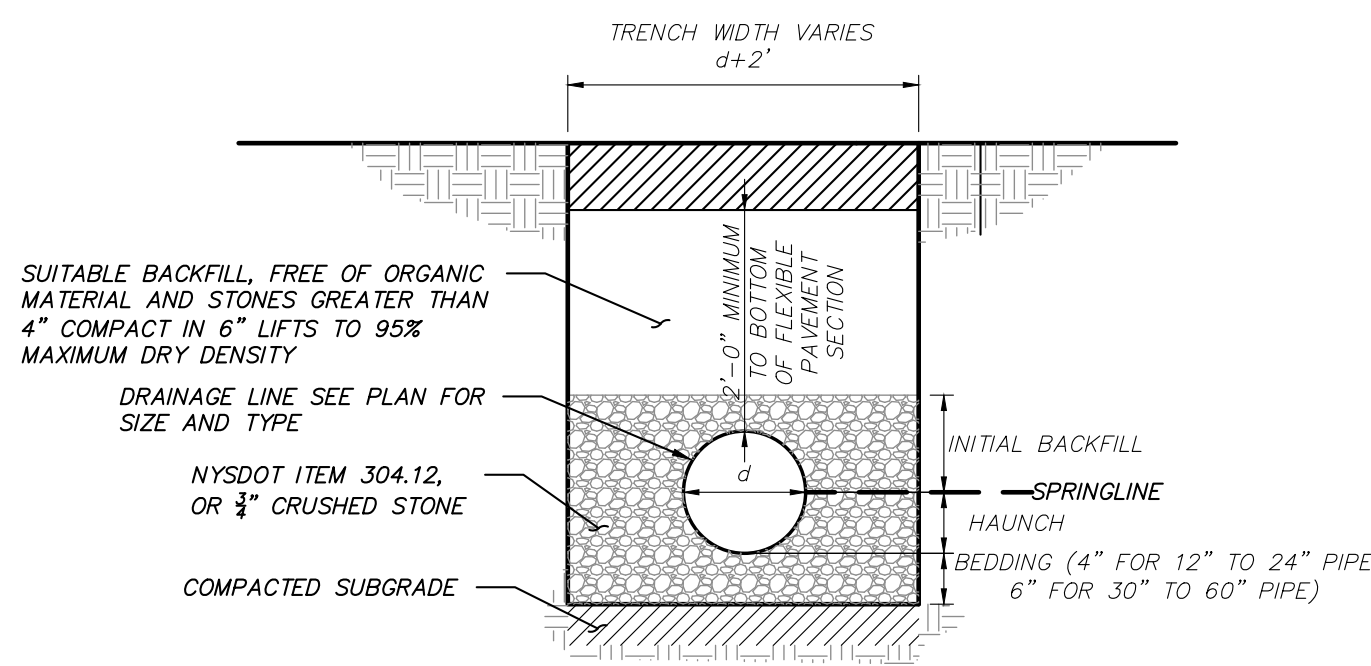 TRENCH WIDTH VARIES
d+2'
SUITABLE BACKFILL, FREE OF ORGANIC
MATERIAL AND STONES GREATER THAN
4" COMPACT IN 6" LIFTS TO 95%
MAXIMUM DRY DENSITY
2'-0" MINIMUM
TO BOTTOM
OF FLEXIBLE
PAVEMENT
SECTION
DRAINAGE LINE SEE PLAN FOR
SIZE AND TYPE
NYSDOT ITEM 304.12,
OR ¾" CRUSHED STONE
COMPACTED SUBGRADE
d
INITIAL BACKFILL
SPRINGLINE
HAUNCH
BEDDING (4" FOR 12" TO 24" PIPE
6" FOR 30" TO 60" PIPE)